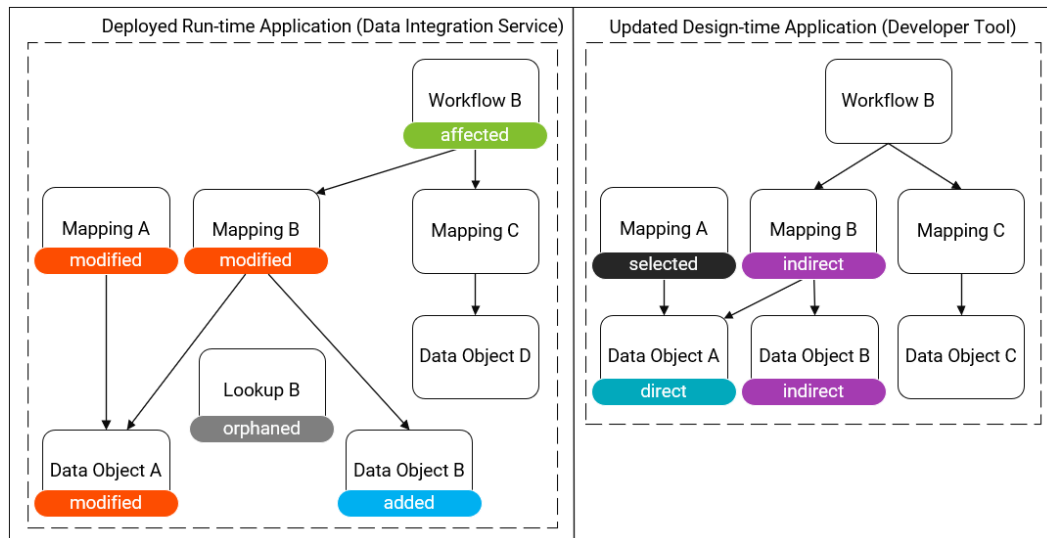 Deployed Run-time Application (Data Integration Service)
Workflow B
affected
Mapping A
modified
Mapping B
modified
Mapping C
Data Object D
Lookup B
orphaned
Data Object A
modified
Data Object B
added
Updated Design-time Application (Developer Tool)
Workflow B
Mapping A
selected
Mapping B
indirect
Mapping C
Data Object A
direct
Data Object B
indirect
Data Object C